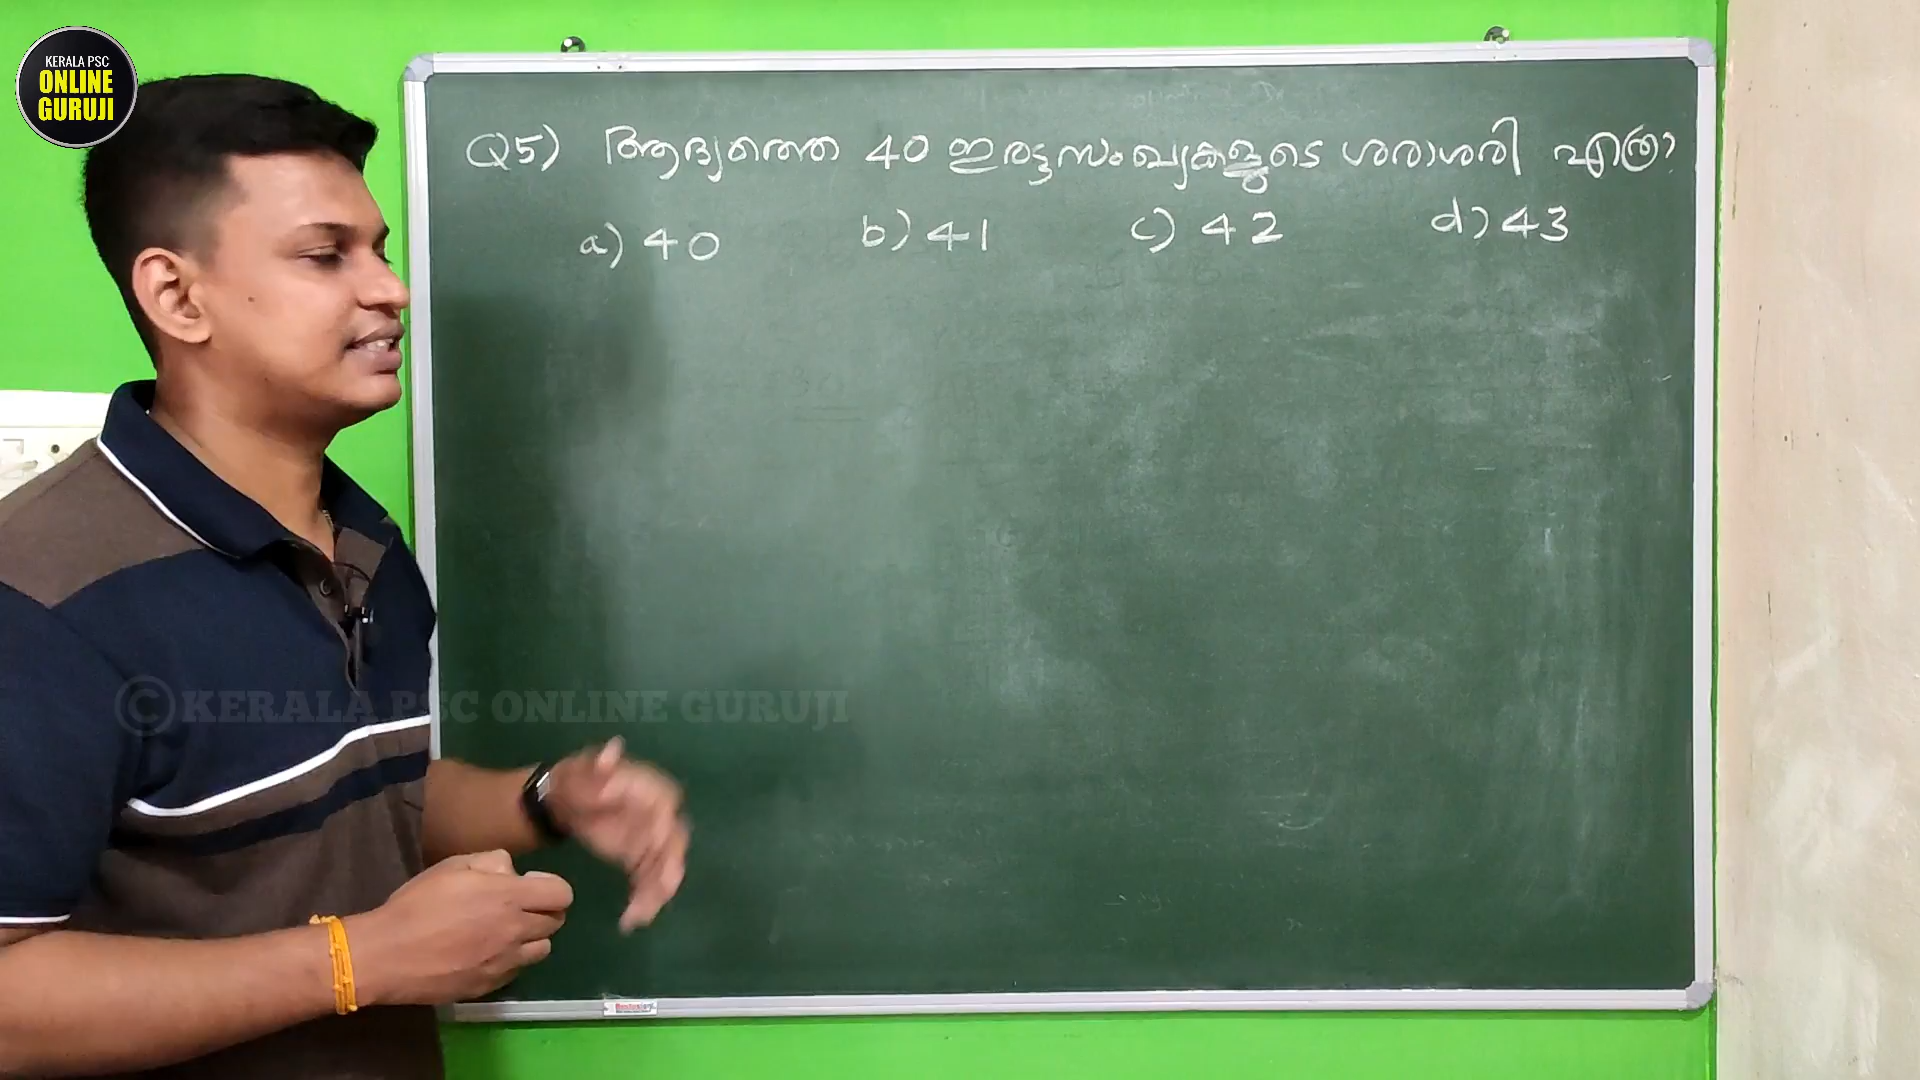 KERALA PSC
ONLINE
GURUJI
Q5) ആദ്യത്തെ 40 ഇരട്ടസംഖ്യകളുടെ ശരാശരി എത്ര?
a) 40 b) 41 c) 42 d) 43
©KERALA PSC ONLINE GURUJI